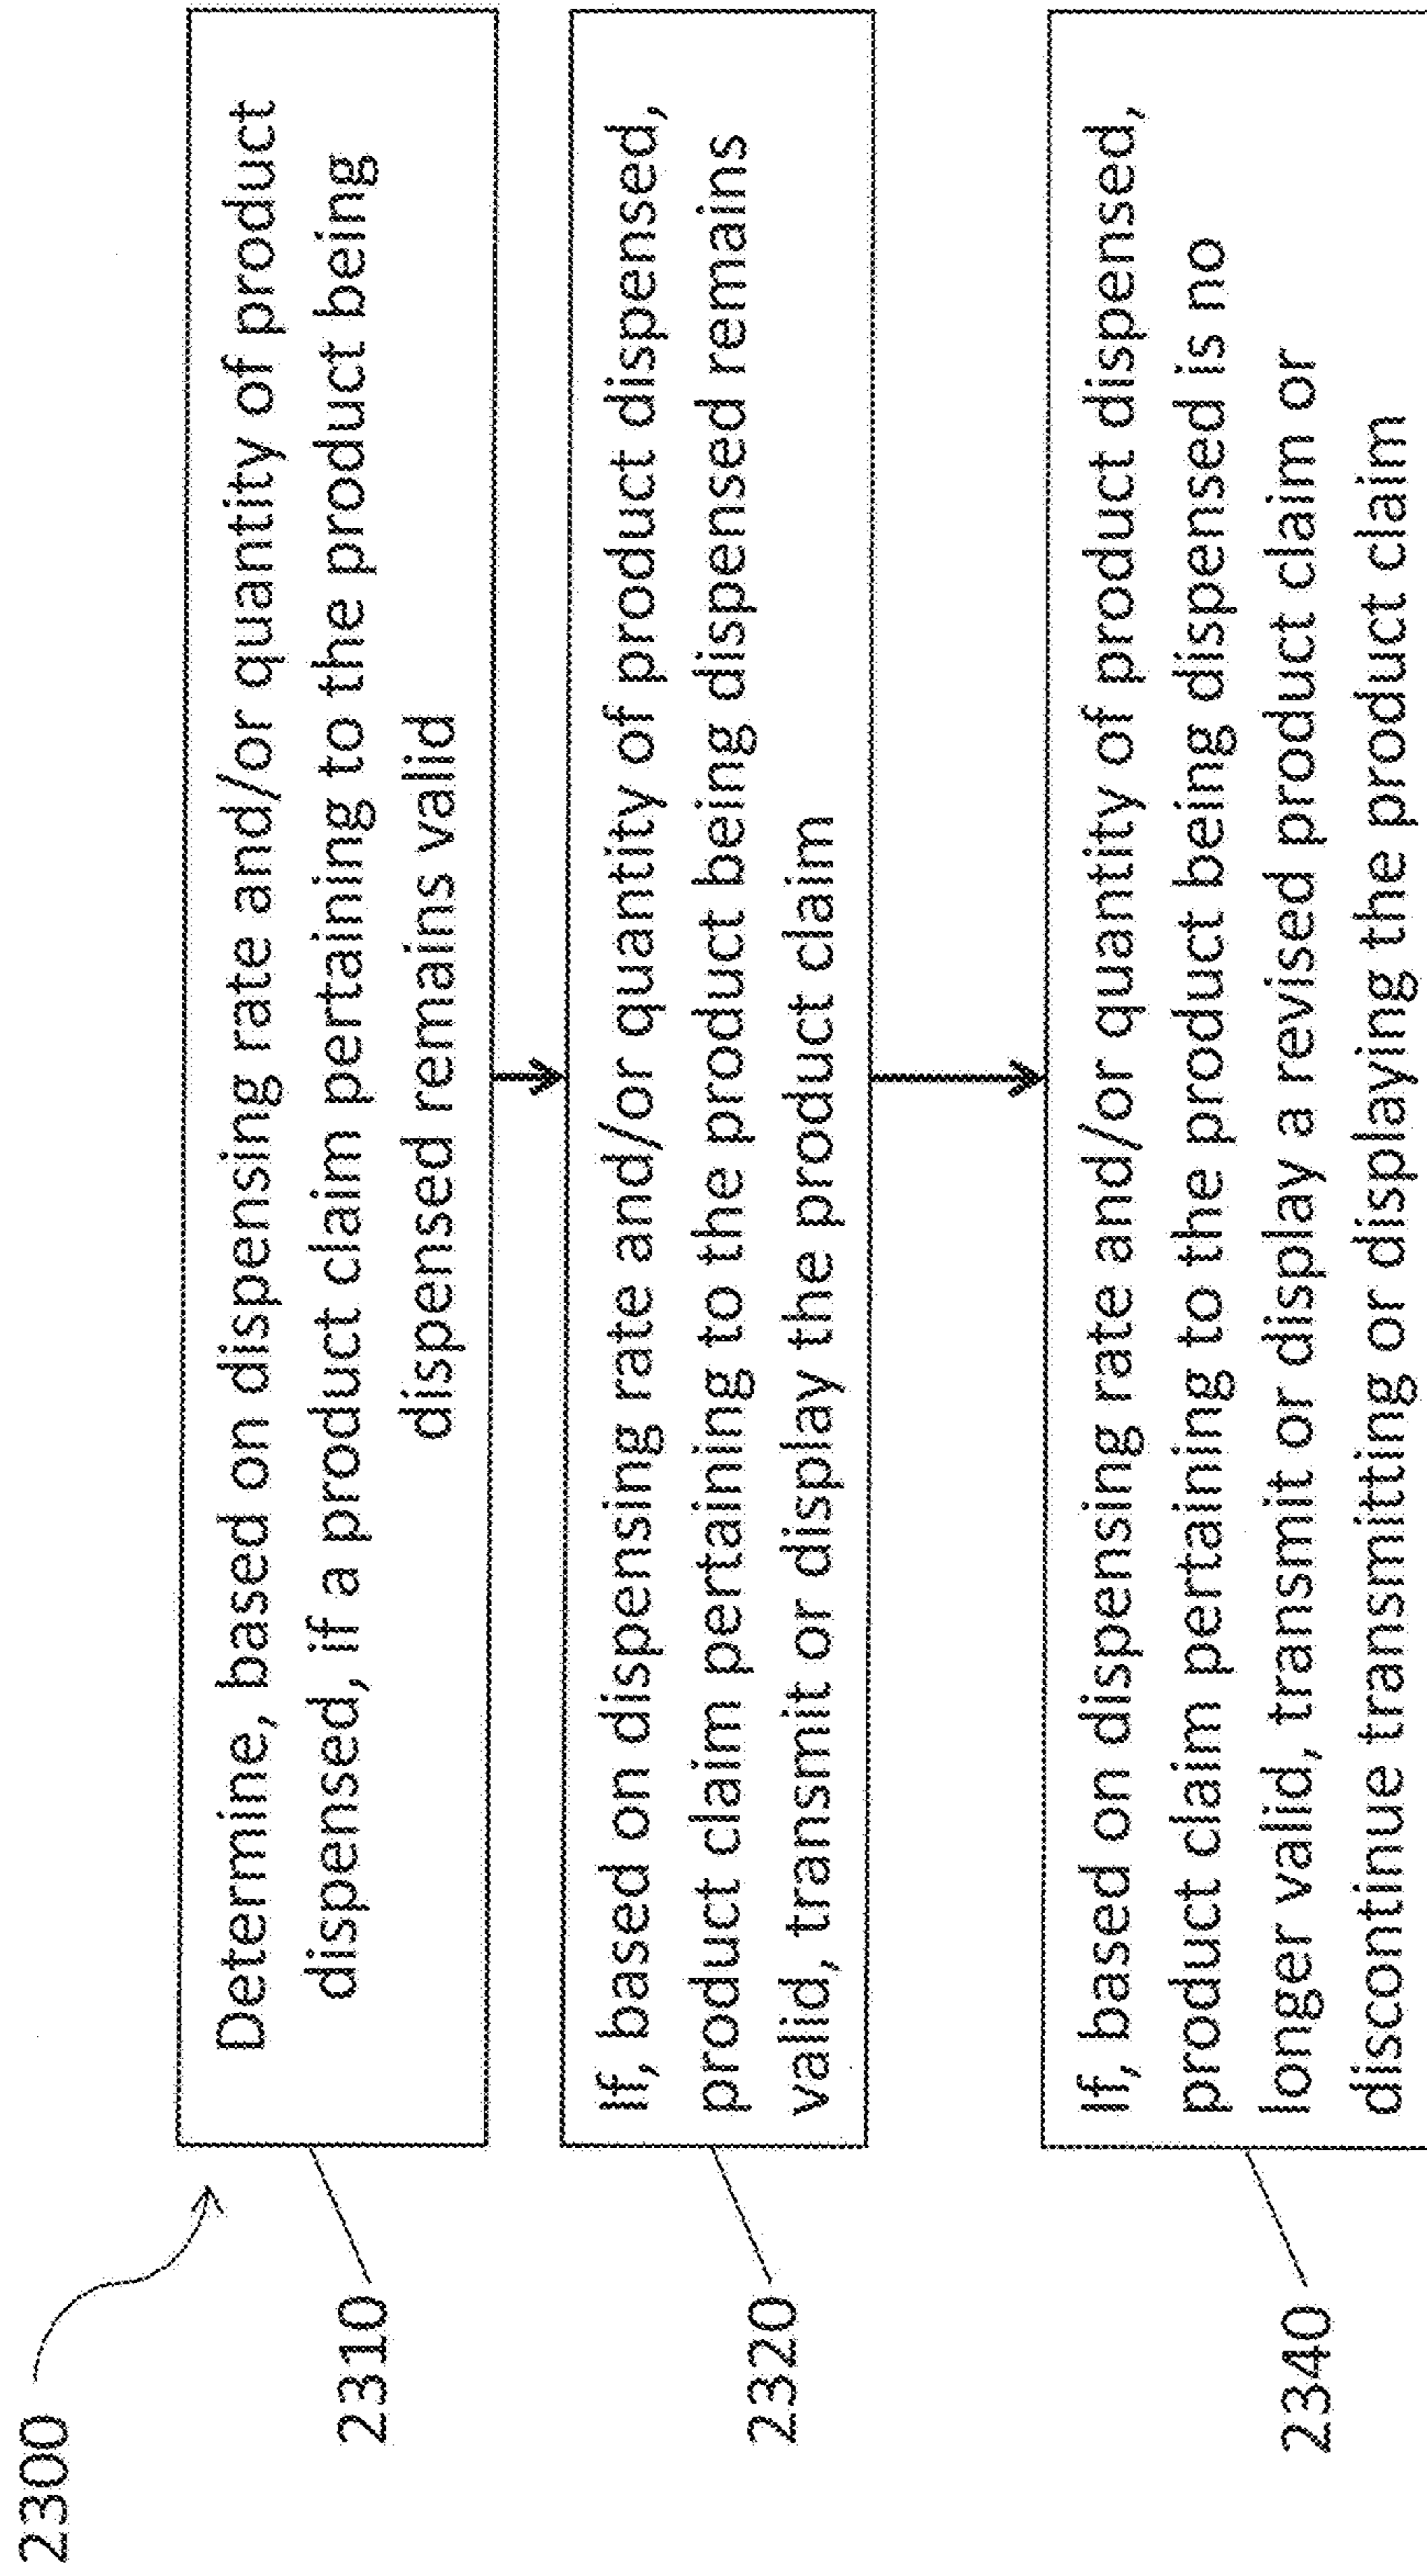 2300
2310
Determine, based on dispensing rate and/or quantity of product
dispensed, if a product claim pertaining to the product being
dispensed remains valid
2320
If, based on dispensing rate and/or quantity of product dispensed,
product claim pertaining to the product being dispensed remains
valid, transmit or display the product claim
2340
If, based on dispensing rate and/or quantity of product dispensed,
product claim pertaining to the product being dispensed is no
longer valid, transmit or display a revised product claim or
discontinue transmitting or displaying the product claim